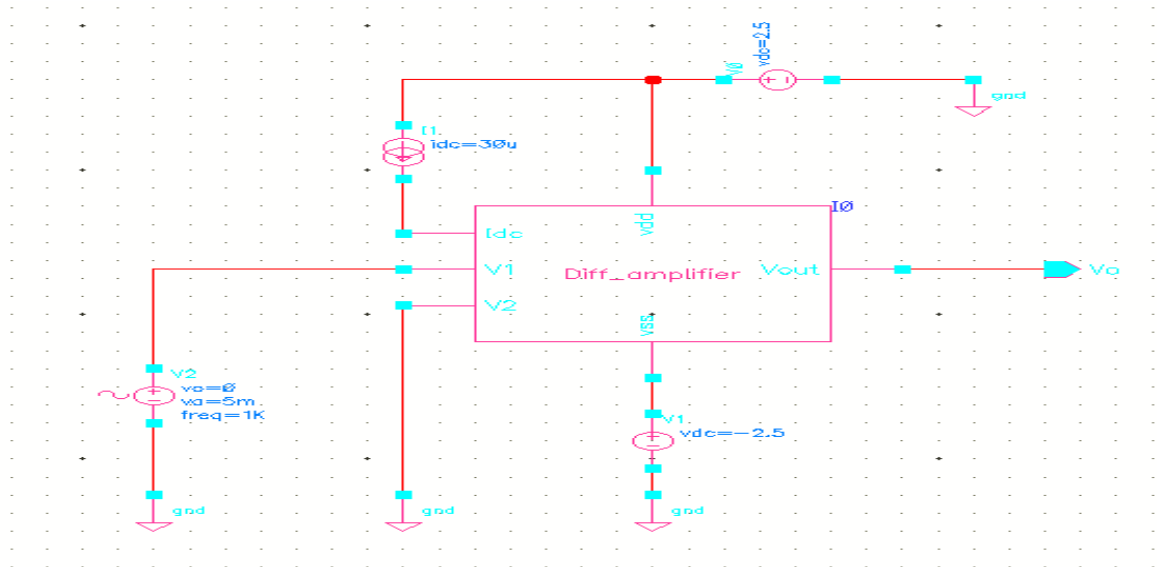 vdc=2.5
V0
gnd
I1
idc=30u
I0
vdd
Idc
V1
Diff_amplifier
Vout
Vo
V2
vss
V2
vo=0
va=5m
freq=1K
V1
vdc=-2.5
gnd
gnd
gnd